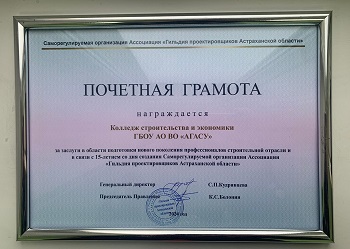 Саморегулируемая организация Ассоциация «Гильдия проектировщиков Астраханской области»
ПОЧЕТНАЯ ГРАМОТА
награждается
Колледж строительства и экономики
ГБОУ АО ВО «АГАСУ»
за заслуги в области подготовки нового поколения профессионалов строительной отрасли и
в связи с 15-летием со дня создания Саморегулируемой организации Ассоциации
«Гильдия проектировщиков Астраханской области»
Генеральный директор С.П.Кудрявцева
Председатель Правления К.С.Болонин